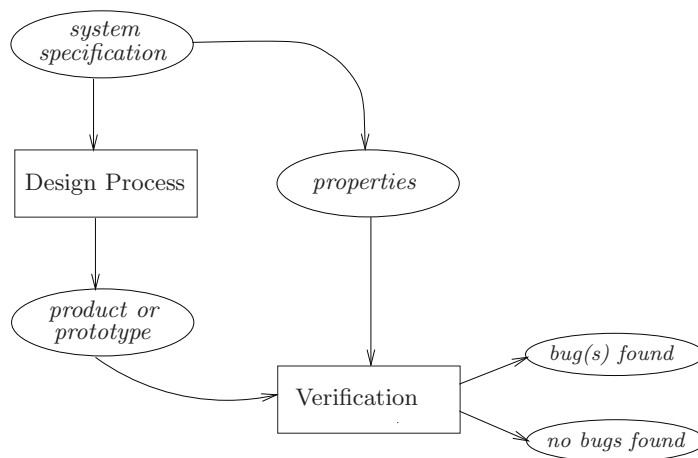 system
specification
Design Process
properties
product or
prototype
bug(s) found
Verification
no bugs found